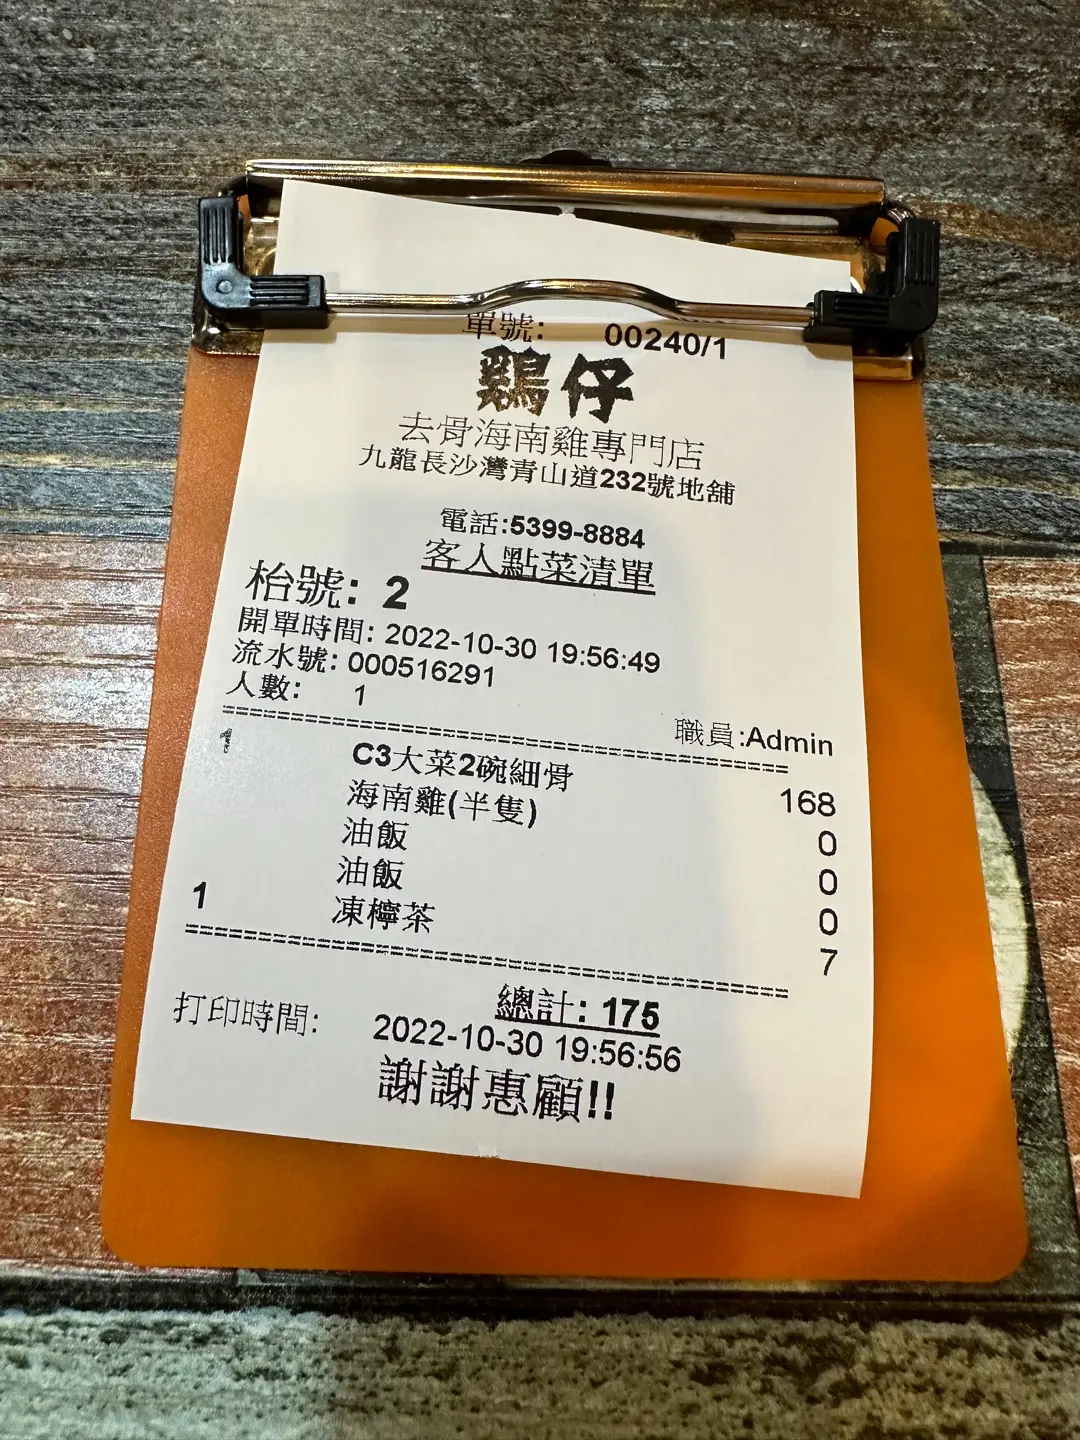 單號: 00240/1
鷄仔
去骨海南雞專門店
九龍長沙灣青山道232號地舖
電話:5399-8884
客人點菜清單
枱號: 2
開單時間: 2022-10-30 19:56:49
流水號: 000516291
人數: 1
職員:Admin
1 C3大菜2碗細骨 168
海南雞(半隻) 0
油飯 0
油飯 0
1 凍檸茶 7
總計: 175
打印時間: 2022-10-30 19:56:56
謝謝惠顧!!